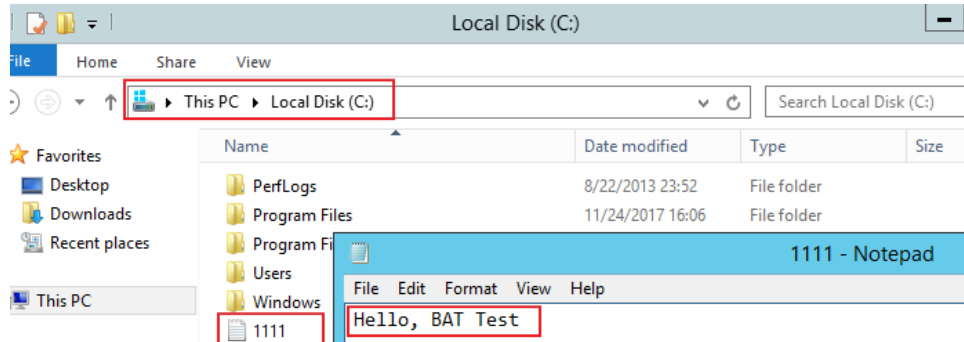 Local Disk (C:)
File Home Share View
This PC Local Disk (C:) Search Local Disk (C:)
Favorites Name Date modified Type Size
Desktop PerfLogs 8/22/2013 23:52 File folder
Downloads Program Files 11/24/2017 16:06 File folder
Recent places Program Fi
1111 - Notepad
Users
File Edit Format View Help
This PC Windows
Hello, BAT Test
1111